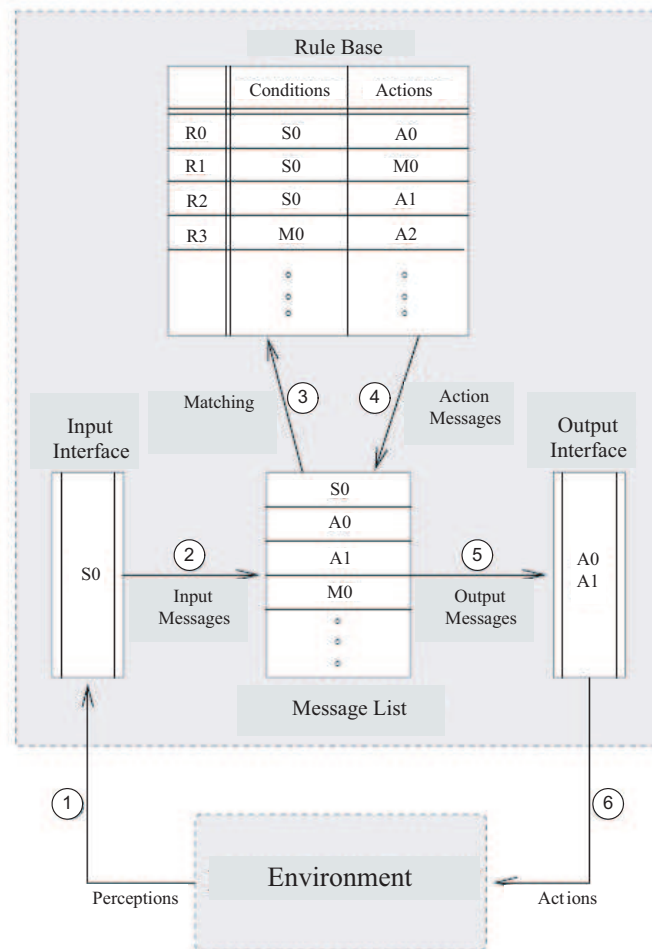 Rule Base
Conditions Actions
R0 S0 A0
R1 S0 M0
R2 S0 A1
R3 M0 A2
3
4
Matching
Action
Messages
Input
Interface
Output
Interface
S0
S0
A0
A1
M0
2
Input
Messages
5
Output
Messages
A0
A1
Message List
1
6
Environment
Perceptions
Actions